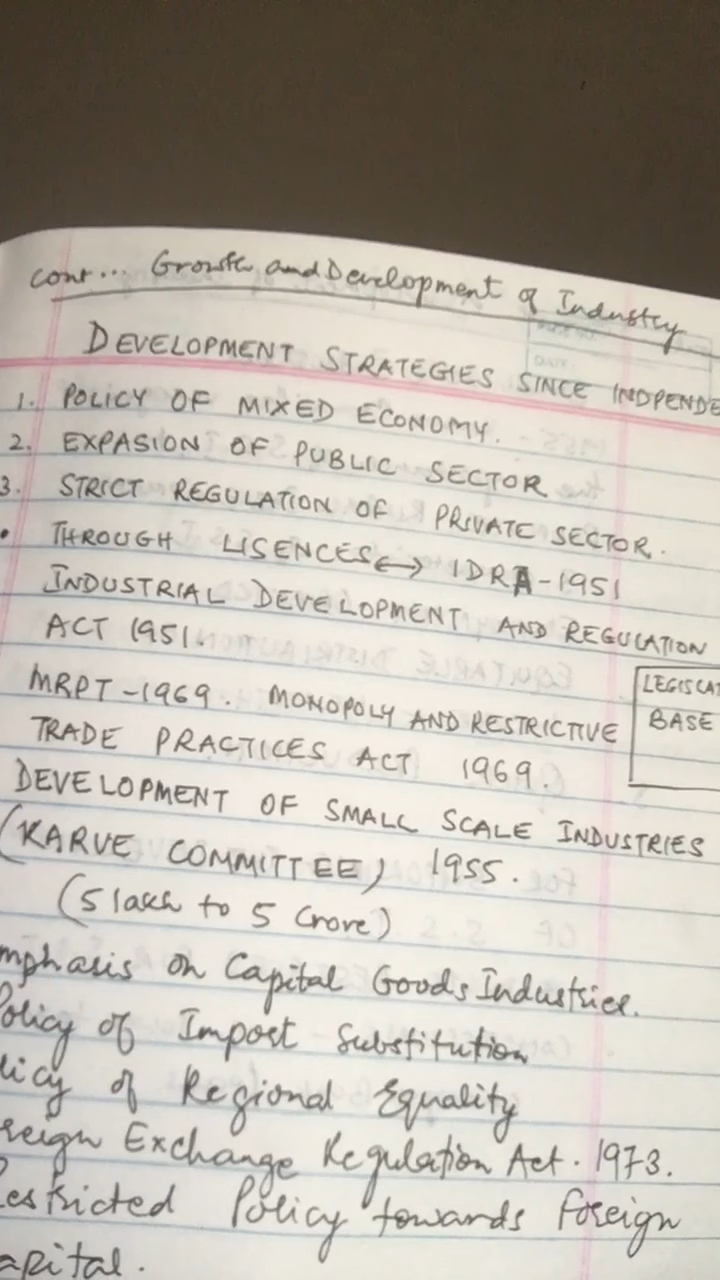 cont... Growth and Development of Industry
DEVELOPMENT STRATEGIES SINCE INDPENDE
1. POLICY OF MIXED ECONOMY.
2. EXPASION OF PUBLIC SECTOR
3. STRICT REGULATION OF PRIVATE SECTOR.
• THROUGH LISENCES ↔ IDRA-1951
INDUSTRIAL DEVELOPMENT AND REGULATION
ACT 1951.
LEGISLAT
BASE
MRPT-1969. MONOPOLY AND RESTRICTIVE
TRADE PRACTICES ACT 1969.
DEVELOPMENT OF SMALL SCALE INDUSTRIES
(KARVE COMMITTEE) 1955.
(5 lakh to 5 Crore)
mphasis on Capital Goods Industries.
Policy of Import Substitution
licy of Regional Equality
reign Exchange Regulation Act. 1973.
Restricted Policy towards foreign
apital.